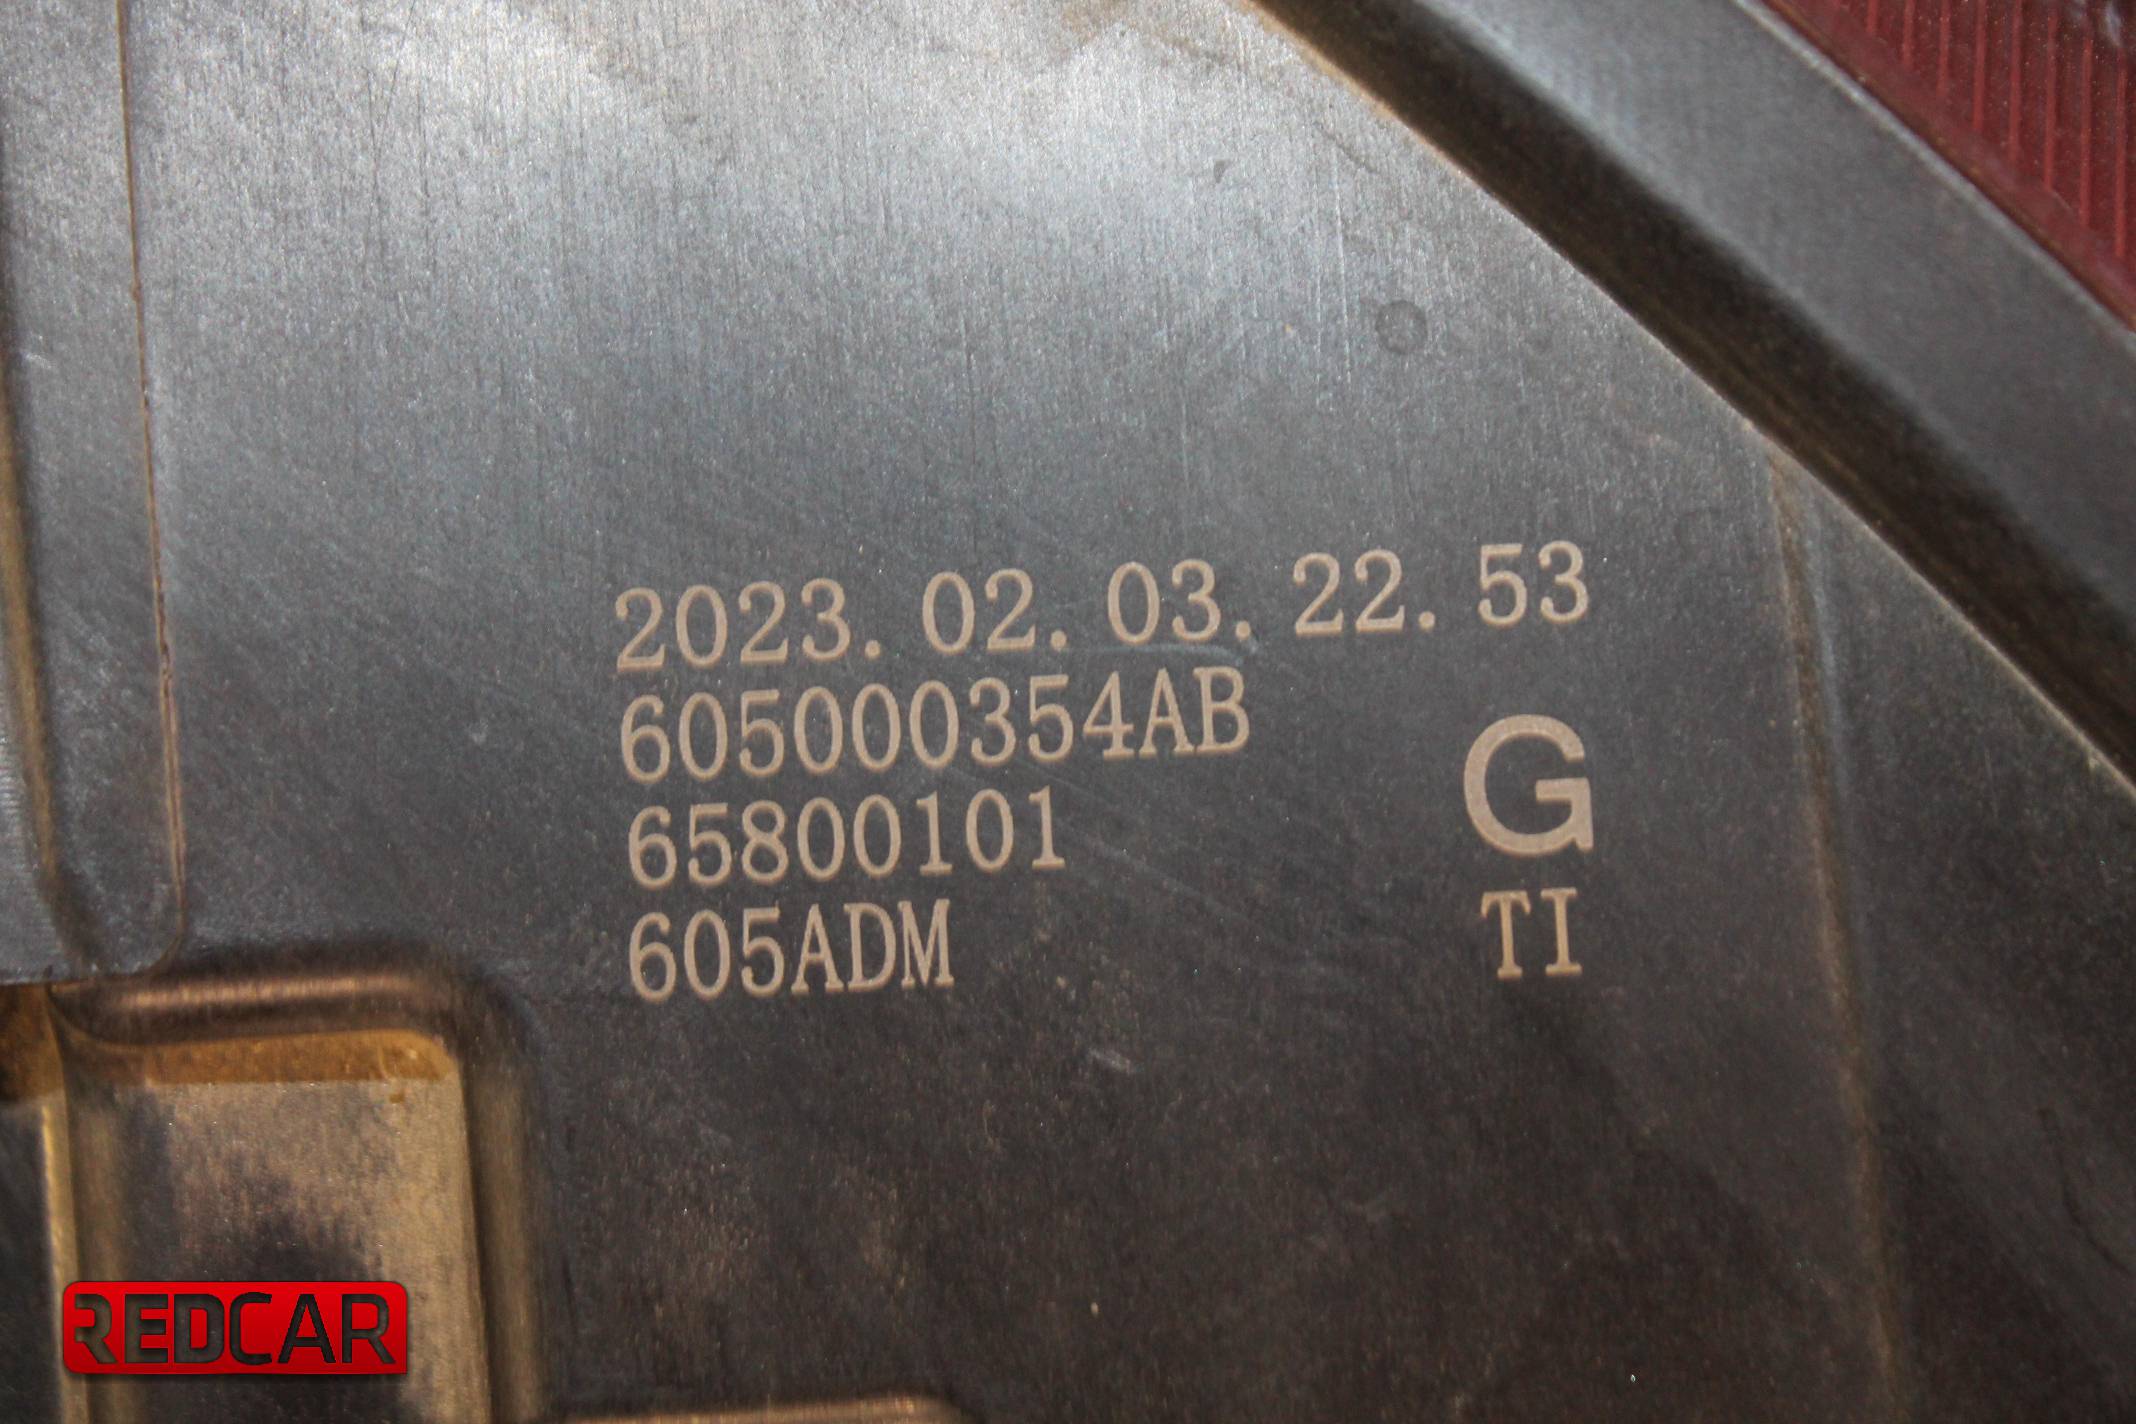 2023. 02. 03. 22. 53
605000354AB
65800101
605ADM
G
TI
REDCAR